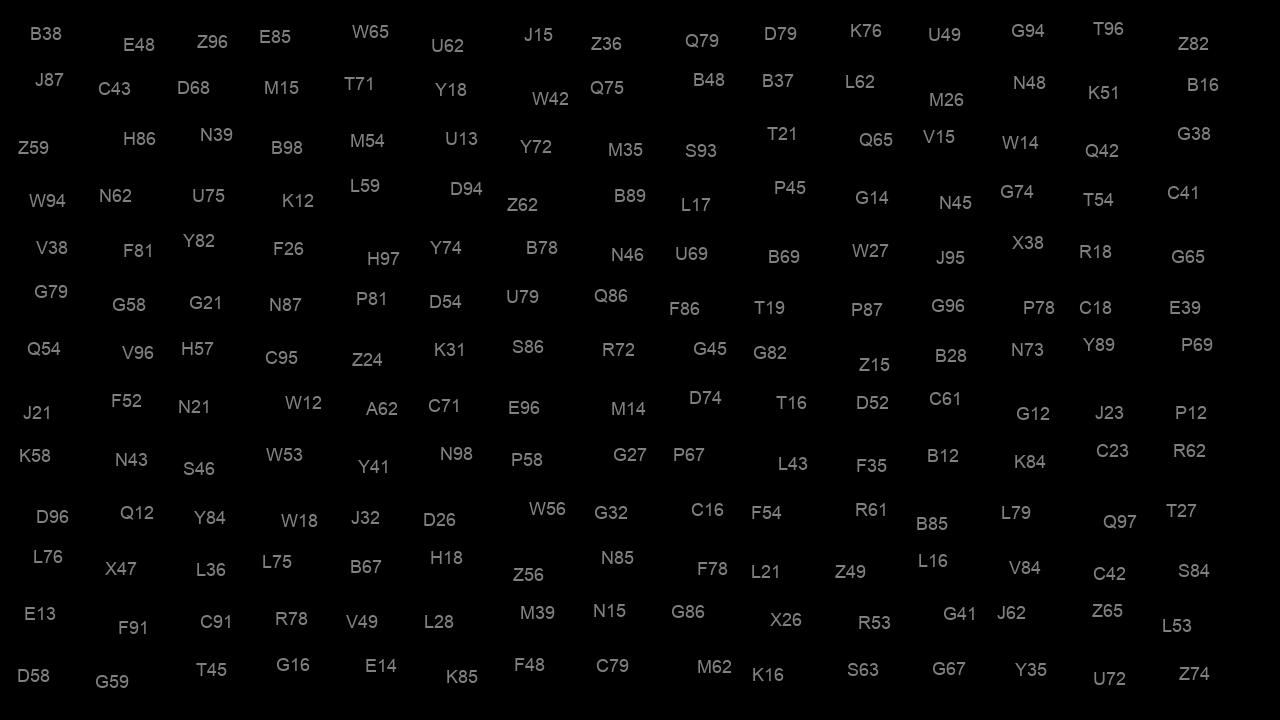 B38 E48 Z96 E85 W65 U62 J15 Z36 Q79 D79 K76 U49 G94 T96 Z82
J87 C43 D68 M15 T71 Y18 W42 Q75 B48 B37 L62 M26 N48 K51 B16
Z59 H86 N39 B98 M54 U13 Y72 M35 S93 T21 Q65 V15 W14 Q42 G38
W94 N62 U75 K12 L59 D94 Z62 B89 L17 P45 G14 N45 G74 T54 C41
V38 F81 Y82 F26 H97 Y74 B78 N46 U69 B69 W27 J95 X38 R18 G65
G79 G58 G21 N87 P81 D54 U79 Q86 F86 T19 P87 G96 P78 C18 E39
Q54 V96 H57 C95 Z24 K31 S86 R72 G45 G82 Z15 B28 N73 Y89 P69
J21 F52 N21 W12 A62 C71 E96 M14 D74 T16 D52 C61 G12 J23 P12
K58 N43 S46 W53 Y41 N98 P58 G27 P67 L43 F35 B12 K84 C23 R62
D96 Q12 Y84 W18 J32 D26 W56 G32 C16 F54 R61 B85 L79 Q97 T27
L76 X47 L36 L75 B67 H18 Z56 N85 F78 L21 Z49 L16 V84 C42 S84
E13 F91 C91 R78 V49 L28 M39 N15 G86 X26 R53 G41 J62 Z65 L53
D58 G59 T45 G16 E14 K85 F48 C79 M62 K16 S63 G67 Y35 U72 Z74